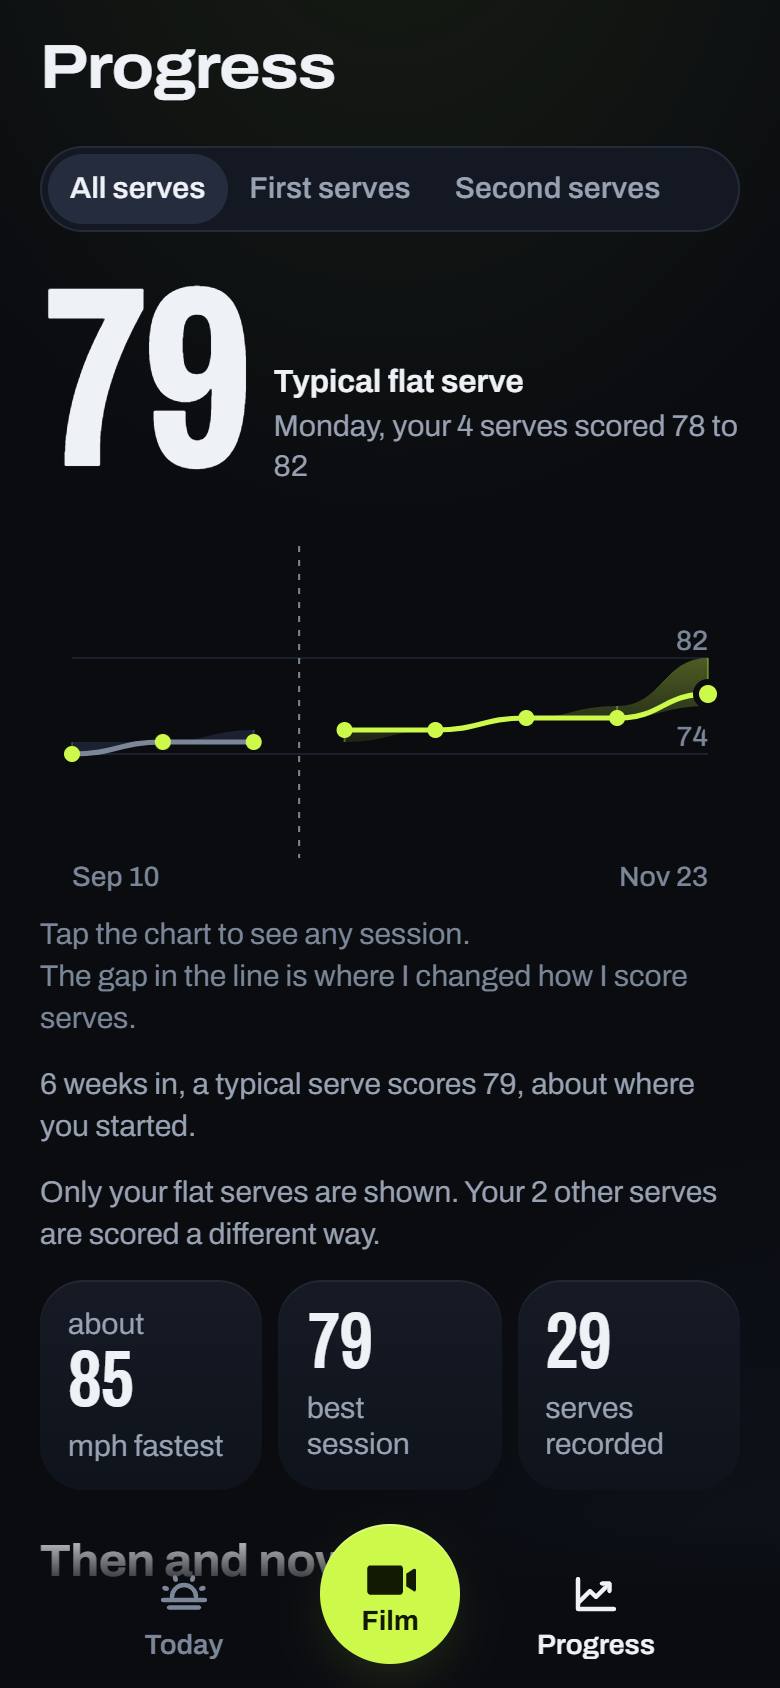 Progress
All serves First serves Second serves
79
Typical flat serve
Monday, your 4 serves scored 78 to
82
82
74
Sep 10 Nov 23
Tap the chart to see any session.
The gap in the line is where I changed how I score
serves.
6 weeks in, a typical serve scores 79, about where
you started.
Only your flat serves are shown. Your 2 other serves
are scored a different way.
about
85
mph fastest
79
best
session
29
serves
recorded
Then and now
Film
Today
Progress